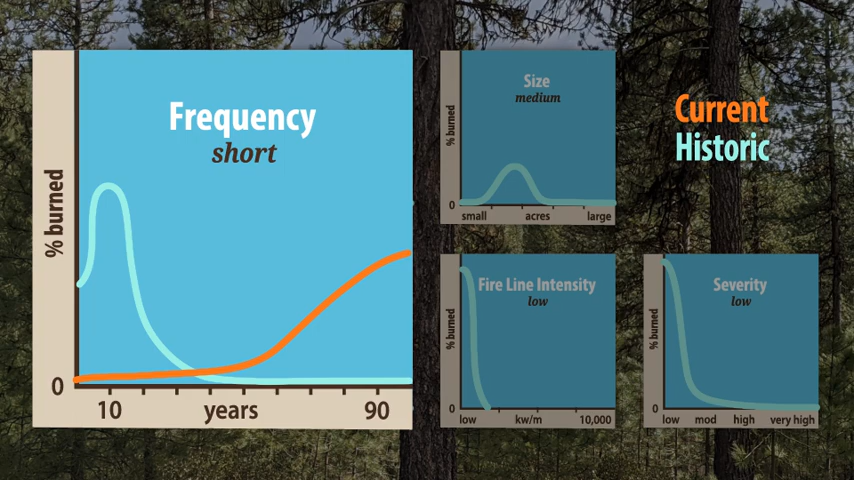 Frequency
short
% burned
0
10 years 90
Size
medium
% burned
0
small acres large
Current
Historic
Fire Line Intensity
low
% burned
0
low kw/m 10,000
Severity
low
% burned
0
low mod high very high